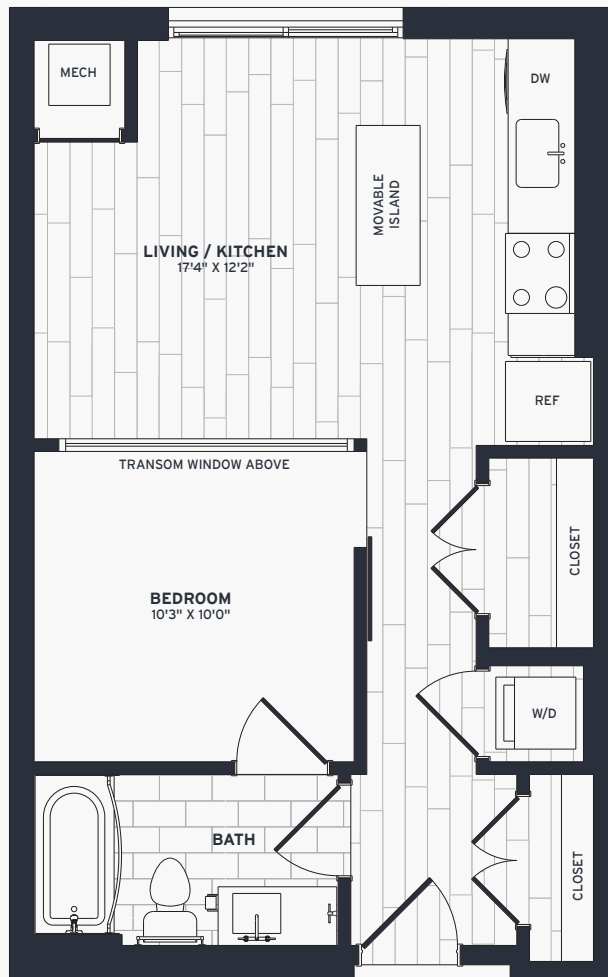 MECH
DW
MOVABLE
ISLAND
LIVING / KITCHEN
17'4" X 12'2"
REF
TRANSOM WINDOW ABOVE
CLOSET
BEDROOM
10'3" X 10'0"
W/D
BATH
CLOSET